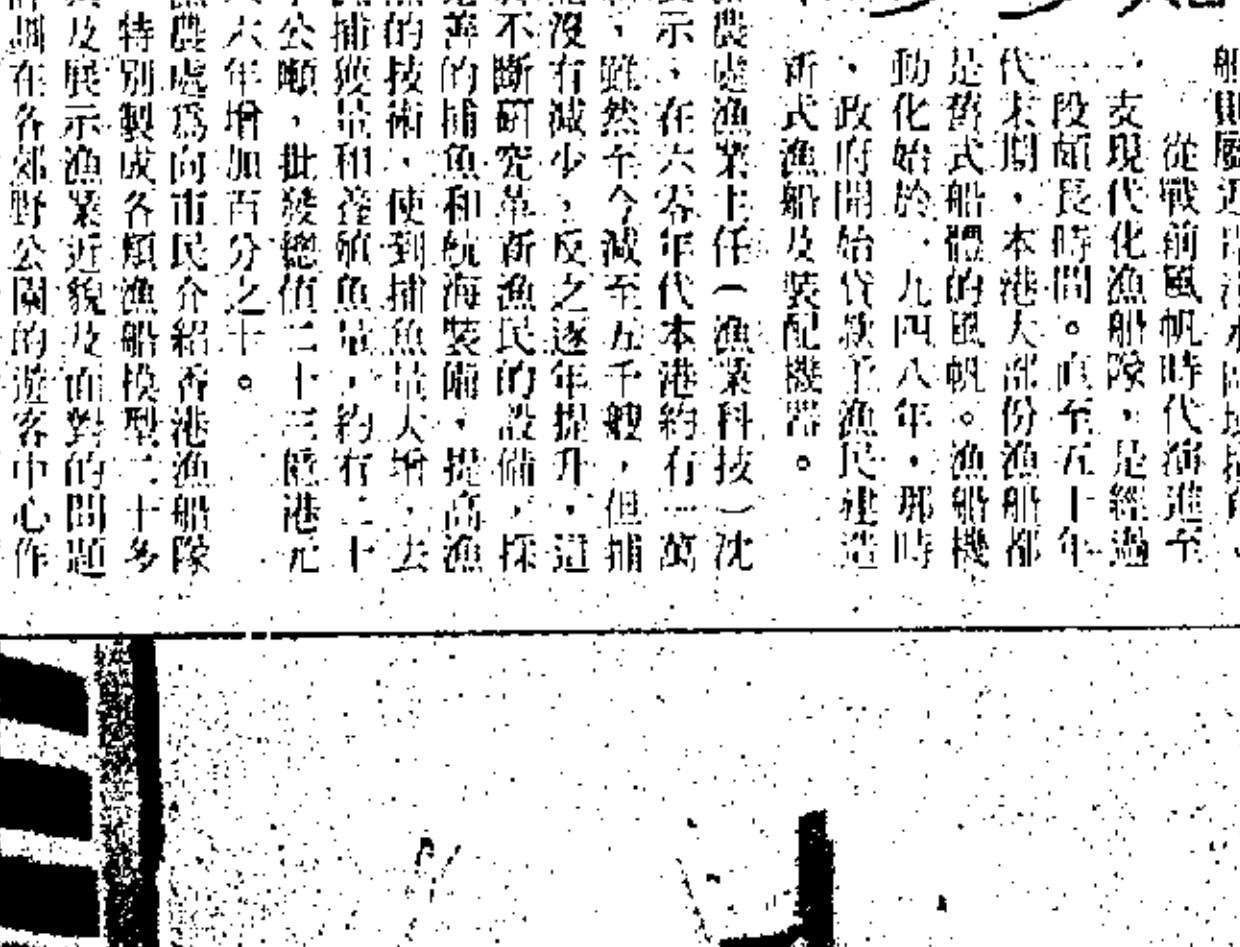 從戰前風帆時代演進至
一支現代化漁船隊，是經過
一段頗長時間。直至五十年
代末期，本港大部份漁船都
是舊式船體的風帆。漁船機
動化始於一九四八年，那時
，政府開始貸款予漁民建造
新式漁船及裝配機器。
農處漁業主任（漁業科技）沈
示，在六零年代本港約有一萬
，雖然至今減至五千艘，但捕
沒有減少，反之逐年提升，這
不斷研究革新漁民的設備，採
善的捕魚和航海裝備，提高漁
的技術，使到捕魚量大增，去
捕獲量和養殖魚量，約有二十
公噸，批發總值二十三億港元
六年增加百分之十。
農處為向市民介紹香港漁船隊
特別製成各類漁船模型二十多
及展示漁業近貌及面對的問題
劃在各郊野公園的遊客中心作